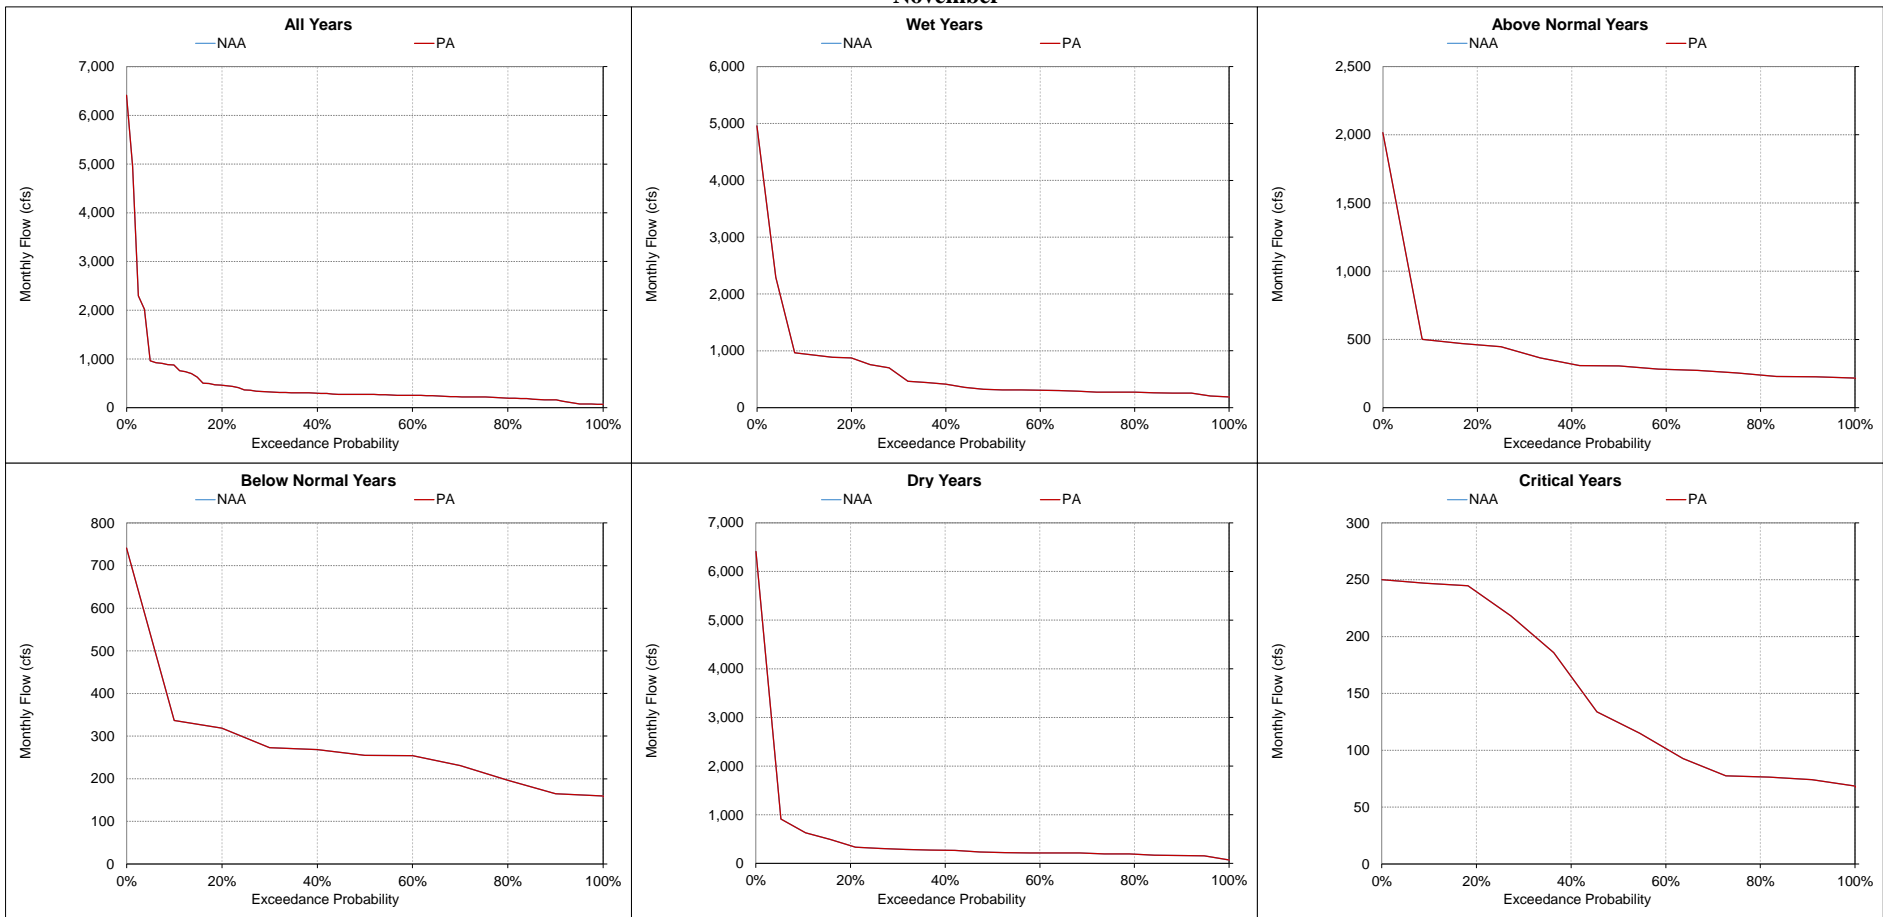 November
All Years
NAA PA
7,000
6,000
5,000
4,000
3,000
2,000
1,000
0
Monthly Flow (cfs)
0% 20% 40% 60% 80% 100%
Exceedance Probability
Wet Years
NAA PA
6,000
5,000
4,000
3,000
2,000
1,000
0
Monthly Flow (cfs)
0% 20% 40% 60% 80% 100%
Exceedance Probability
Above Normal Years
NAA PA
2,500
2,000
1,500
1,000
500
0
Monthly Flow (cfs)
0% 20% 40% 60% 80% 100%
Exceedance Probability
Below Normal Years
NAA PA
800
700
600
500
400
300
200
100
0
Monthly Flow (cfs)
0% 20% 40% 60% 80% 100%
Exceedance Probability
Dry Years
NAA PA
7,000
6,000
5,000
4,000
3,000
2,000
1,000
0
Monthly Flow (cfs)
0% 20% 40% 60% 80% 100%
Exceedance Probability
Critical Years
NAA PA
300
250
200
150
100
50
0
Monthly Flow (cfs)
0% 20% 40% 60% 80% 100%
Exceedance Probability